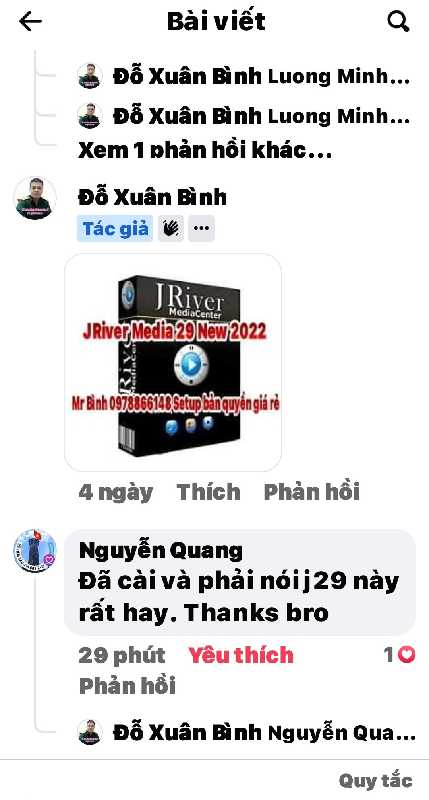 Bài viết
Đỗ Xuân Bình Luong Minh...
Đỗ Xuân Bình Luong Minh...
Xem 1 phản hồi khác...
Đỗ Xuân Bình
Tác giả
JRiver
MediaCenter
JRiver Media 29 New 2022
Mr Bình 0978866148 Setup bản quyền giá rẻ
4 ngày Thích Phản hồi
Nguyễn Quang
Đã cài và phải nói j29 này
rất hay. Thanks bro
29 phút Yêu thích 1
Phản hồi
Đỗ Xuân Bình Nguyễn Qua...
Quy tắc